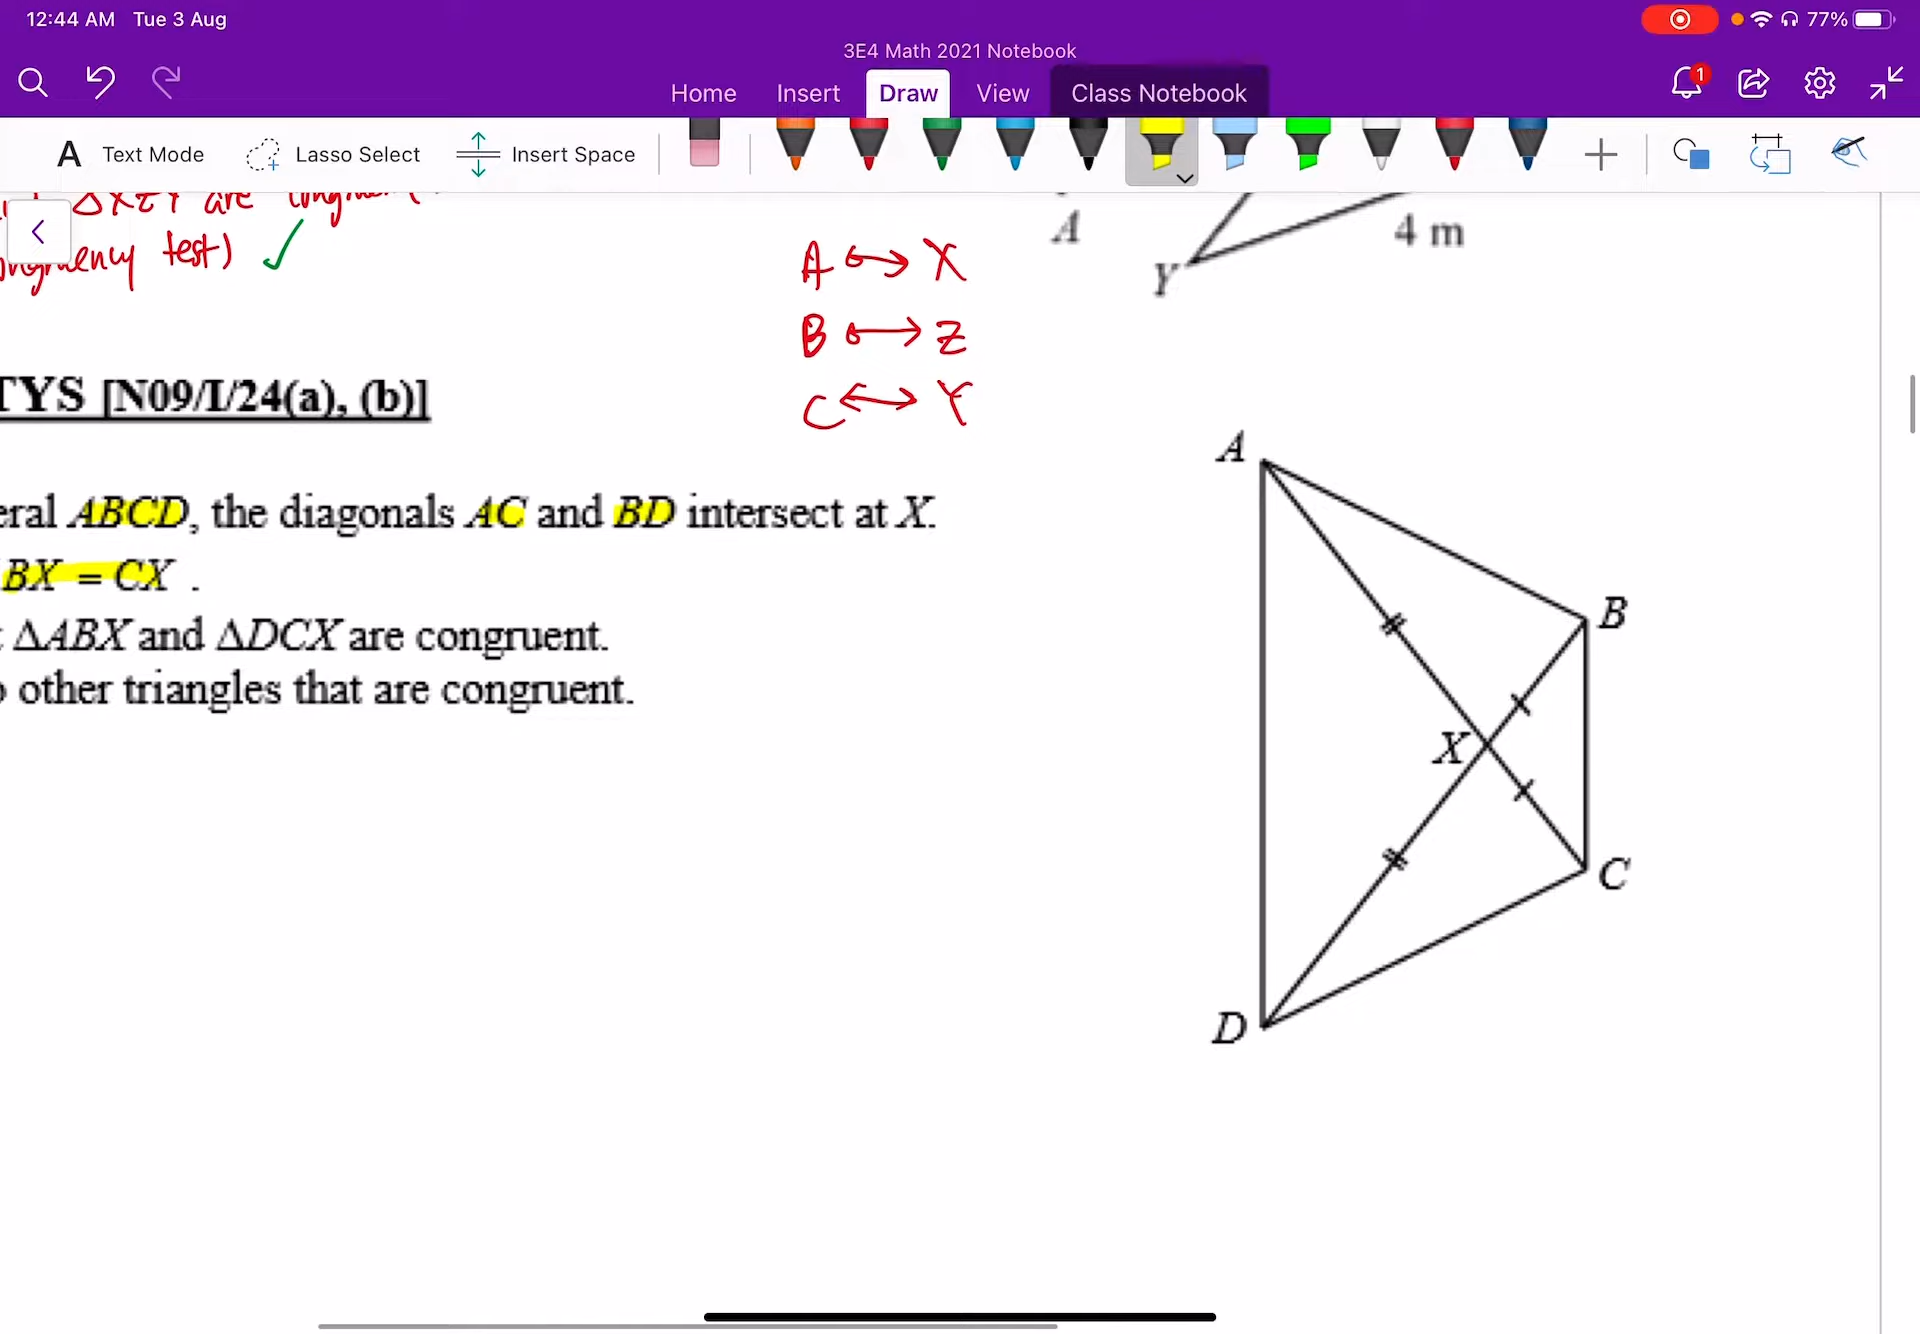 12:44 AM Tue 3 Aug
77%
3E4 Math 2021 Notebook
Home Insert Draw View Class Notebook
1
A Text Mode Lasso Select Insert Space
ΔXZY are
test) ✓
A ↔ X
B ↔ Z
C ↔ Y
A
Y
4 m
TYS [N09/I/24(a), (b)]
eral ABCD, the diagonals AC and BD intersect at X.
BX = CX .
ΔABX and ΔDCX are congruent.
other triangles that are congruent.
A
B
X
C
D